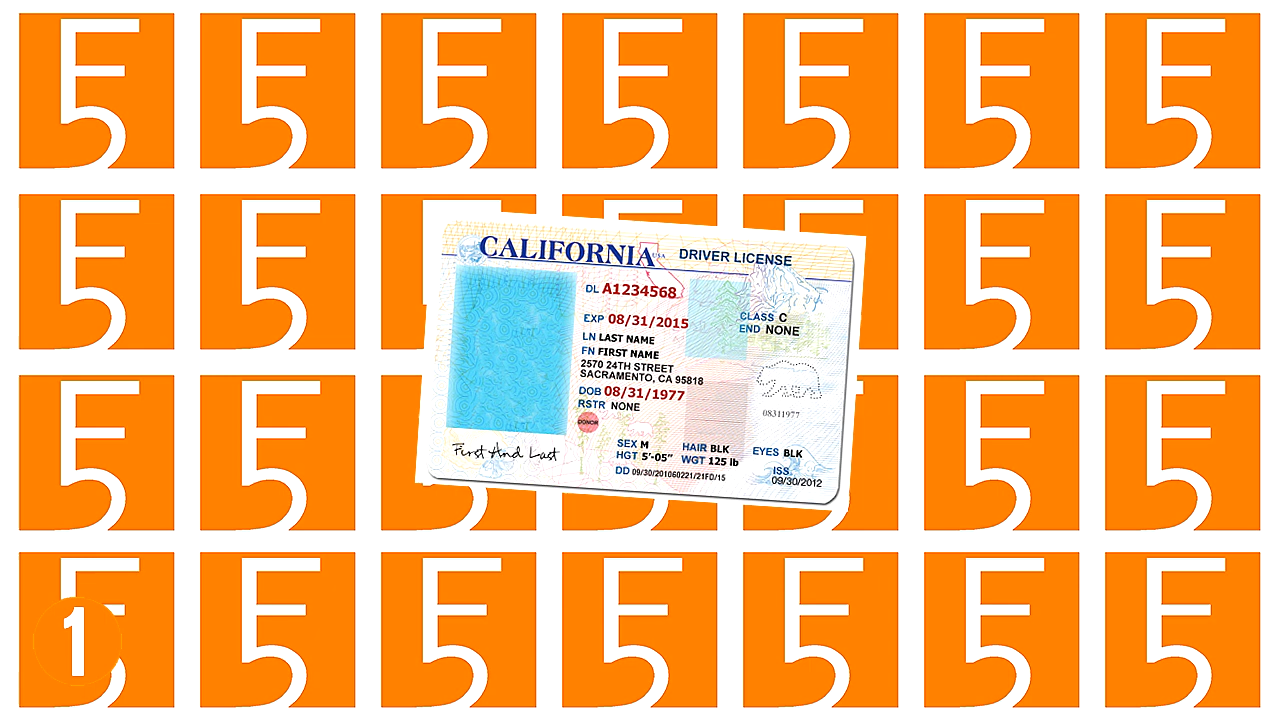 CALIFORNIA USA DRIVER LICENSE
DL A1234568
EXP 08/31/2015
CLASS C
END NONE
LN LAST NAME
FN FIRST NAME
2570 24TH STREET
SACRAMENTO, CA 95818
DOB 08/31/1977
RSTR NONE
08311977
DONOR
First And Last
SEX M HAIR BLK EYES BLK
HGT 5'-05" WGT 125 lb
ISS.
DD 09/30/201060221/21FD/15 09/30/2012
1